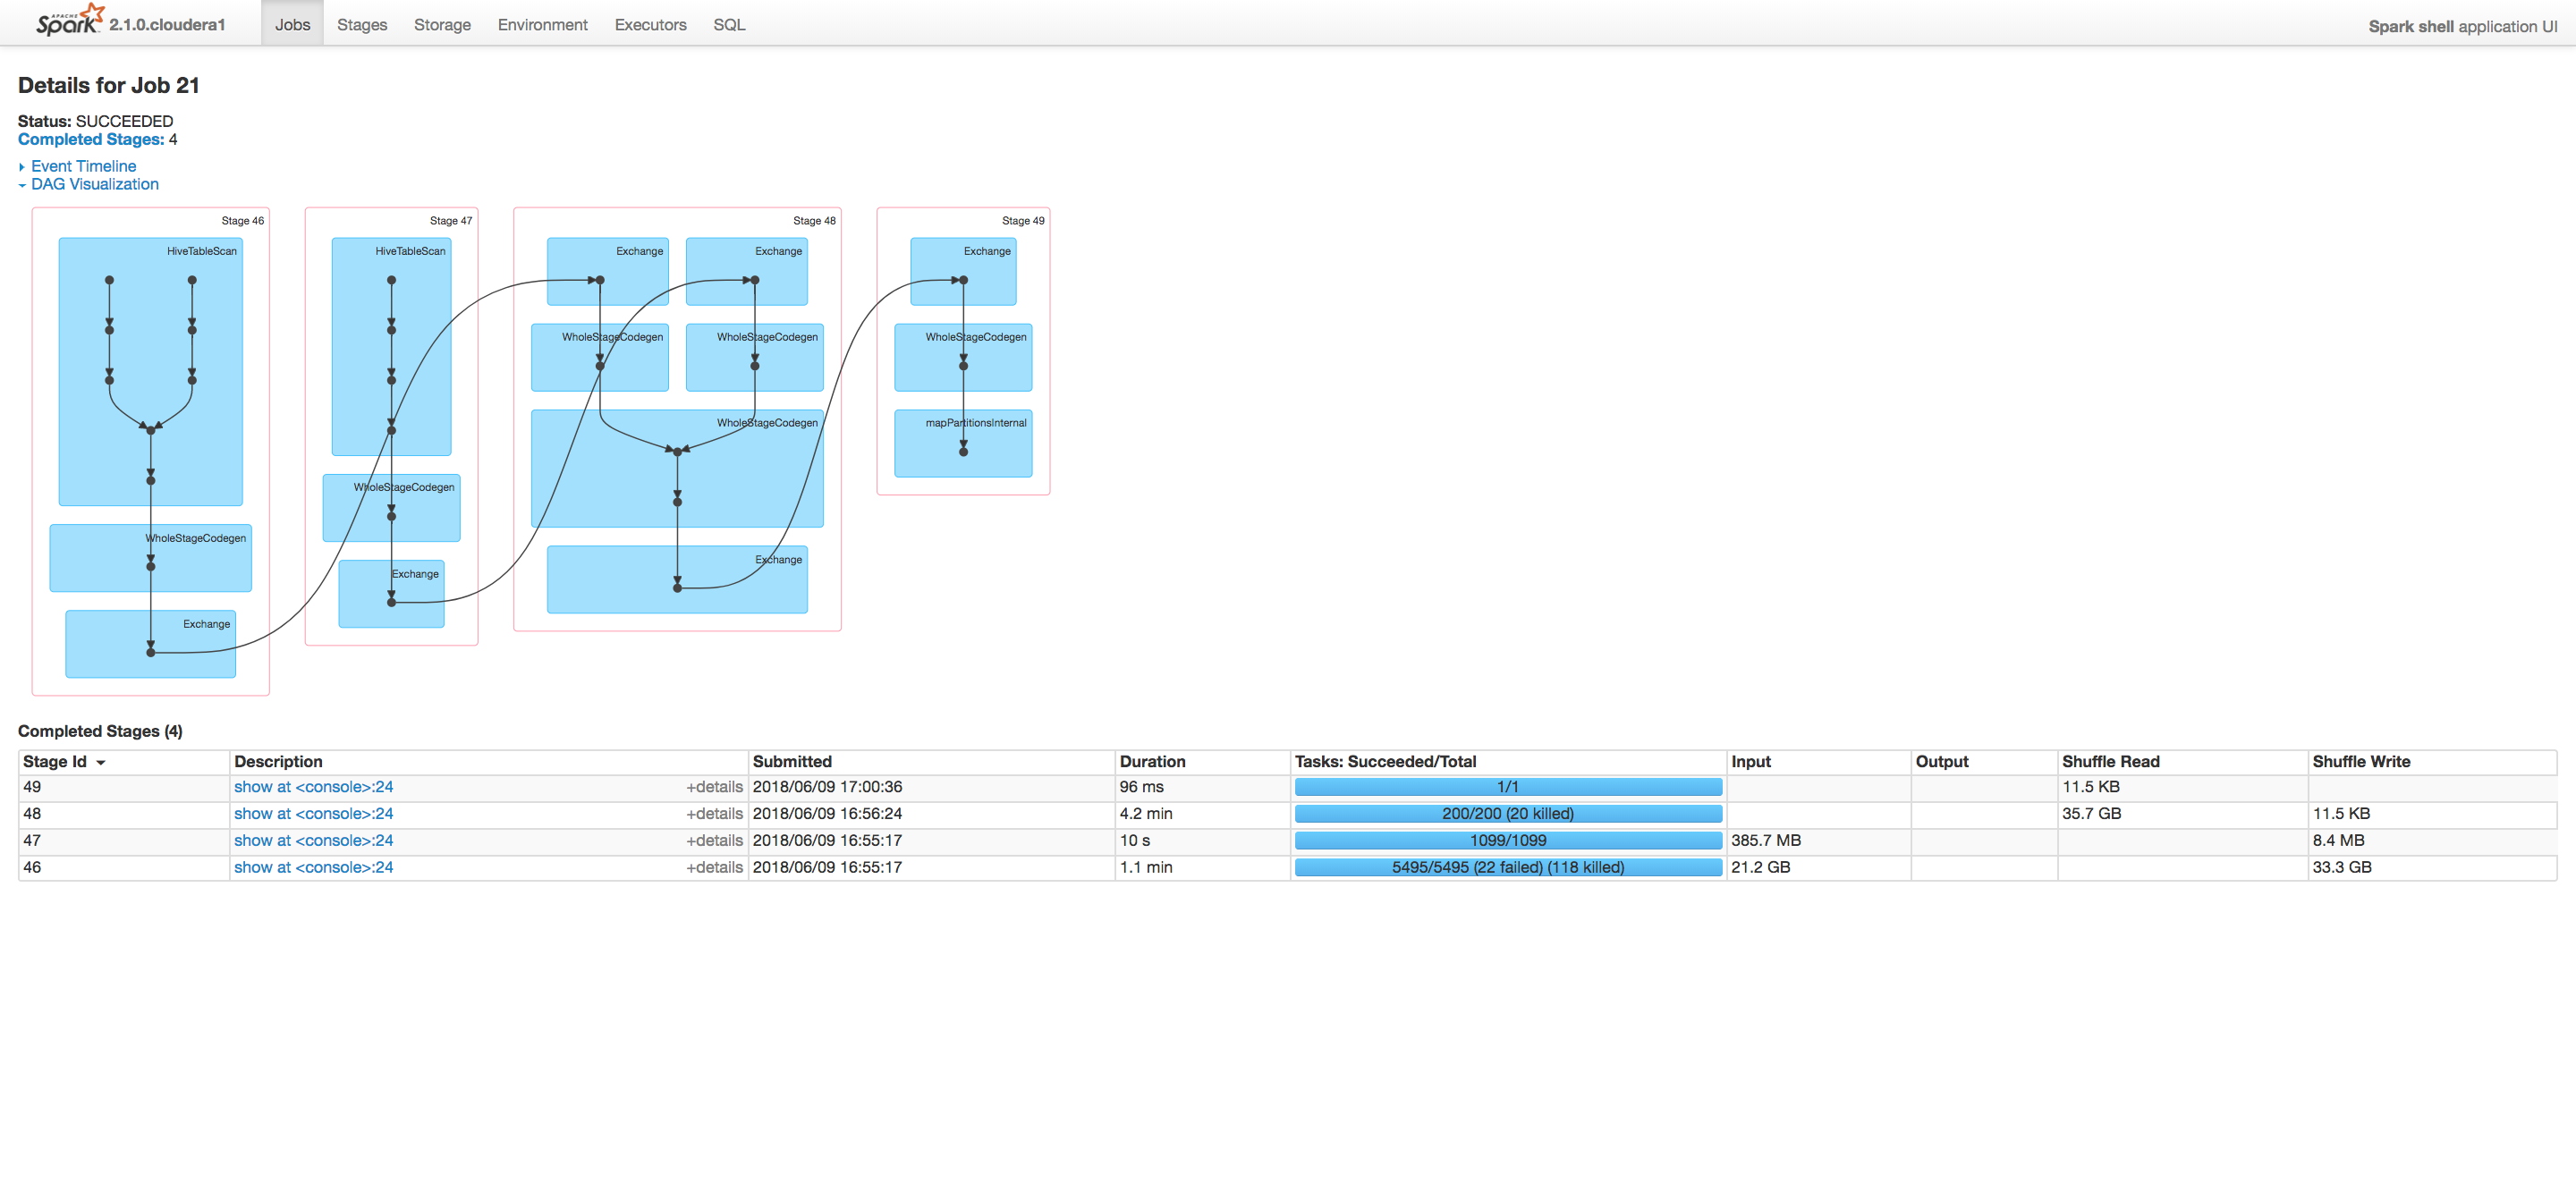 APACHE Spark 2.1.0.cloudera1 Jobs Stages Storage Environment Executors SQL Spark shell application UI
Details for Job 21
Status: SUCCEEDED
Completed Stages: 4
Event Timeline
DAG Visualization
Stage 46
HiveTableScan
WholeStageCodegen
Exchange
Stage 47
HiveTableScan
WholeStageCodegen
Exchange
Stage 48
Exchange Exchange
WholeStageCodegen WholeStageCodegen
WholeStageCodegen
Exchange
Stage 49
Exchange
WholeStageCodegen
mapPartitionsInternal
Completed Stages (4)
Stage Id Description Submitted Duration Tasks: Succeeded/Total Input Output Shuffle Read Shuffle Write
49 show at <console>:24 +details 2018/06/09 17:00:36 96 ms 1/1 11.5 KB
48 show at <console>:24 +details 2018/06/09 16:56:24 4.2 min 200/200 (20 killed) 35.7 GB 11.5 KB
47 show at <console>:24 +details 2018/06/09 16:55:17 10 s 1099/1099 385.7 MB 8.4 MB
46 show at <console>:24 +details 2018/06/09 16:55:17 1.1 min 5495/5495 (22 failed) (118 killed) 21.2 GB 33.3 GB